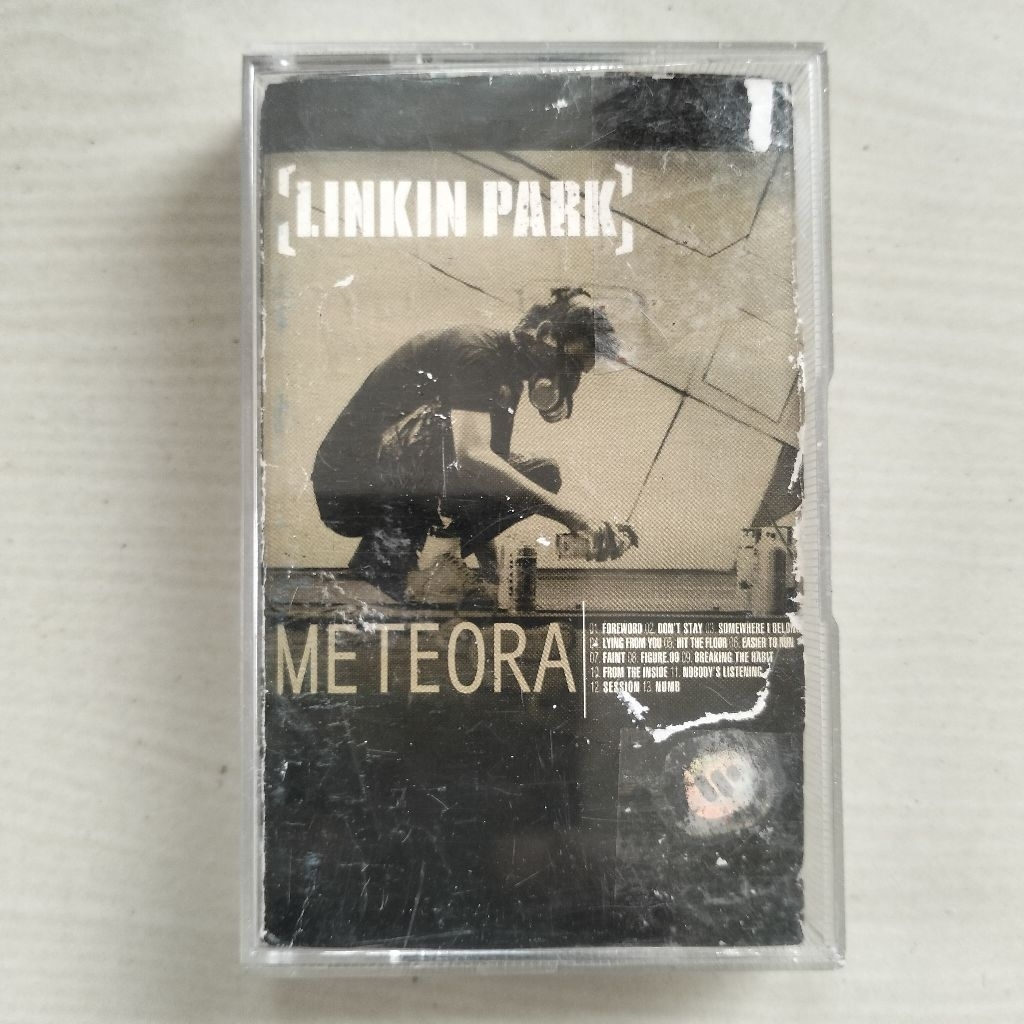 [LINKIN PARK]
METEORA
01. FOREWORD 02. DON'T STAY 03. SOMEWHERE I BELON
04. LYING FROM YOU 05. HIT THE FLOOR 06. EASIER TO RUN
07. FAINT 08. FIGURE.09 09. BREAKING THE HABIT
10. FROM THE INSIDE 11. NOBODY'S LISTENING
12. SESSION 13. NUMB